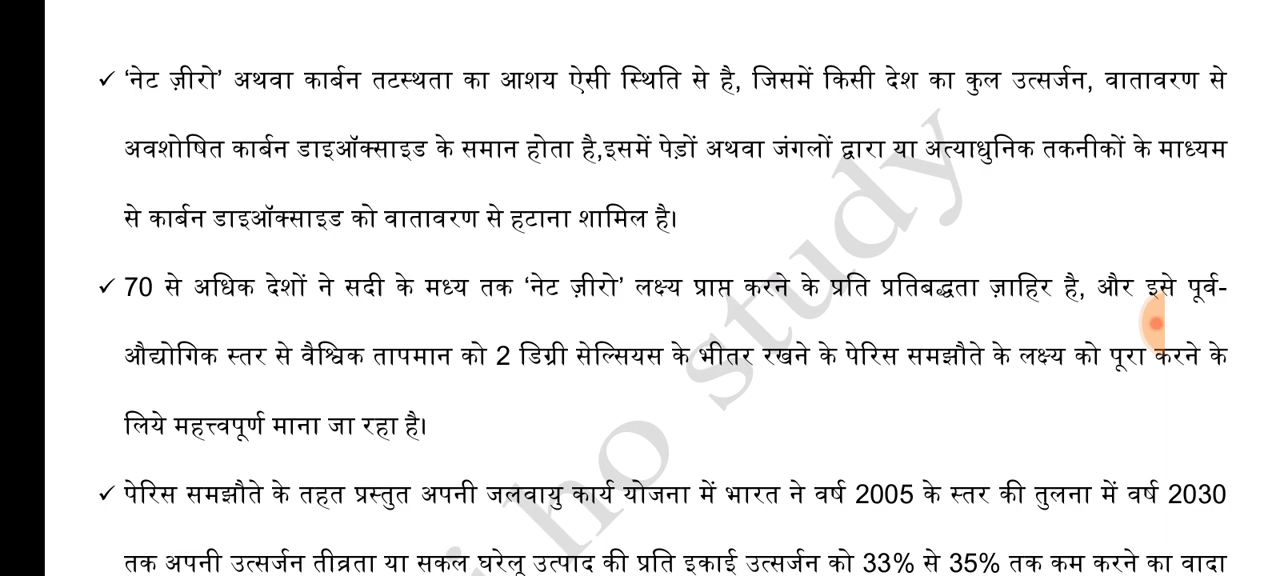 ✓ 'नेट ज़ीरो' अथवा कार्बन तटस्थता का आशय ऐसी स्थिति से है, जिसमें किसी देश का कुल उत्सर्जन, वातावरण से
अवशोषित कार्बन डाइऑक्साइड के समान होता है,इसमें पेड़ों अथवा जंगलों द्वारा या अत्याधुनिक तकनीकों के माध्यम
से कार्बन डाइऑक्साइड को वातावरण से हटाना शामिल है।
✓ 70 से अधिक देशों ने सदी के मध्य तक 'नेट ज़ीरो' लक्ष्य प्राप्त करने के प्रति प्रतिबद्धता ज़ाहिर है, और इसे पूर्व-
औद्योगिक स्तर से वैश्विक तापमान को 2 डिग्री सेल्सियस के भीतर रखने के पेरिस समझौते के लक्ष्य को पूरा करने के
लिये महत्त्वपूर्ण माना जा रहा है।
✓ पेरिस समझौते के तहत प्रस्तुत अपनी जलवायु कार्य योजना में भारत ने वर्ष 2005 के स्तर की तुलना में वर्ष 2030
तक अपनी उत्सर्जन तीव्रता या सकल घरेलू उत्पाद की प्रति इकाई उत्सर्जन को 33% से 35% तक कम करने का वादा
ho study